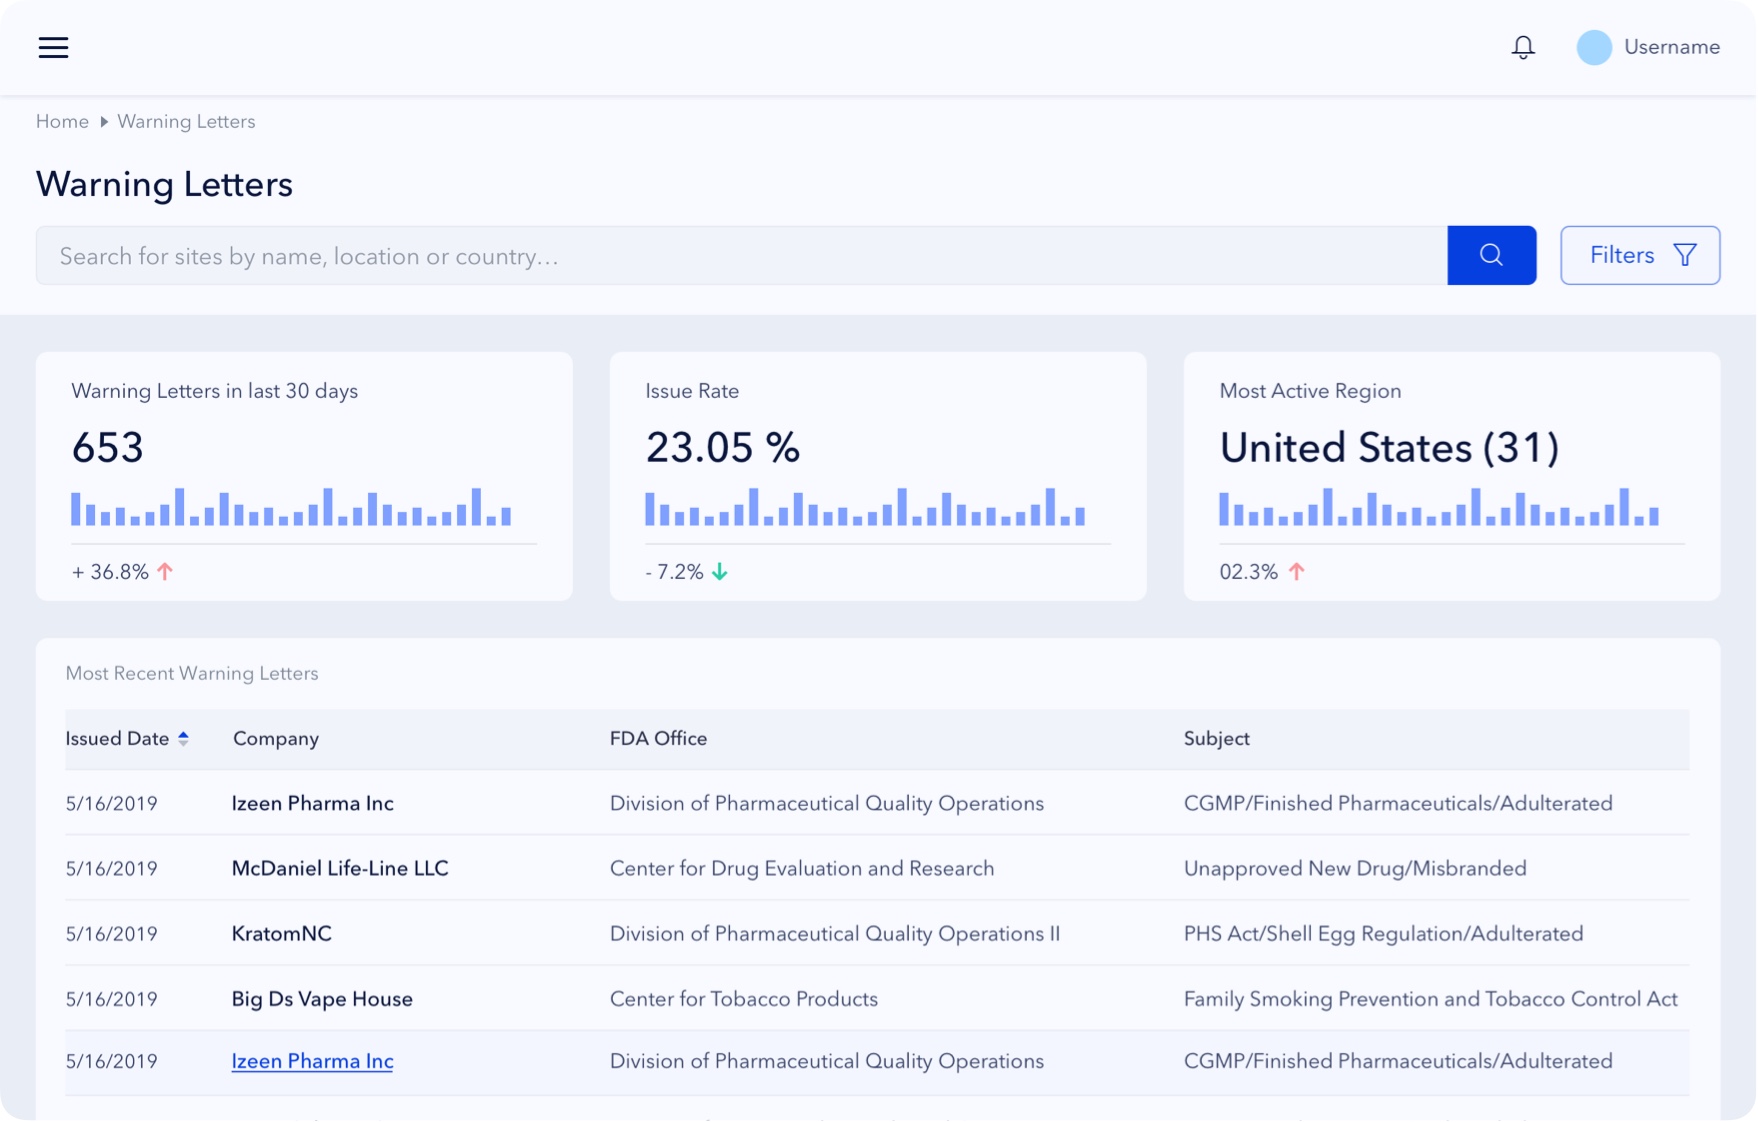 Username
Home Warning Letters
Warning Letters
Search for sites by name, location or country...
Filters
Warning Letters in last 30 days
653
+ 36.8%
Issue Rate
23.05 %
- 7.2%
Most Active Region
United States (31)
02.3%
Most Recent Warning Letters
Issued Date Company FDA Office Subject
5/16/2019 Izeen Pharma Inc Division of Pharmaceutical Quality Operations CGMP/Finished Pharmaceuticals/Adulterated
5/16/2019 McDaniel Life-Line LLC Center for Drug Evaluation and Research Unapproved New Drug/Misbranded
5/16/2019 KratomNC Division of Pharmaceutical Quality Operations II PHS Act/Shell Egg Regulation/Adulterated
5/16/2019 Big Ds Vape House Center for Tobacco Products Family Smoking Prevention and Tobacco Control Act
5/16/2019 Izeen Pharma Inc Division of Pharmaceutical Quality Operations CGMP/Finished Pharmaceuticals/Adulterated